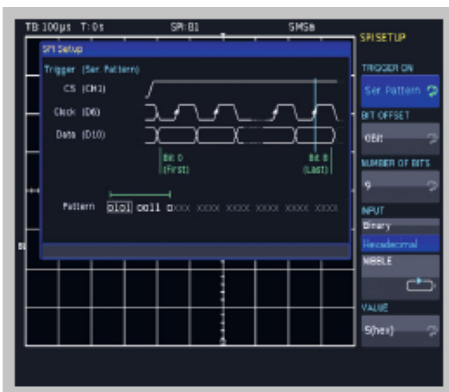 TB:100µs T:0s SPI:B1 5MSa
SPI SETUP
SPI Setup
Trigger (Ser. Pattern)
CS (CH1)
Clock (D6)
Data (D10)
Bit 0
(First)
Bit 8
(Last)
Pattern 0101 0011 0xxx xxxx xxxx xxxx xxxx xxxx
TRIGGER ON
Ser. Pattern
BIT OFFSET
0Bit
NUMBER OF BITS
9
INPUT
Binary
Hexadecimal
NIBBLE
VALUE
5(hex)